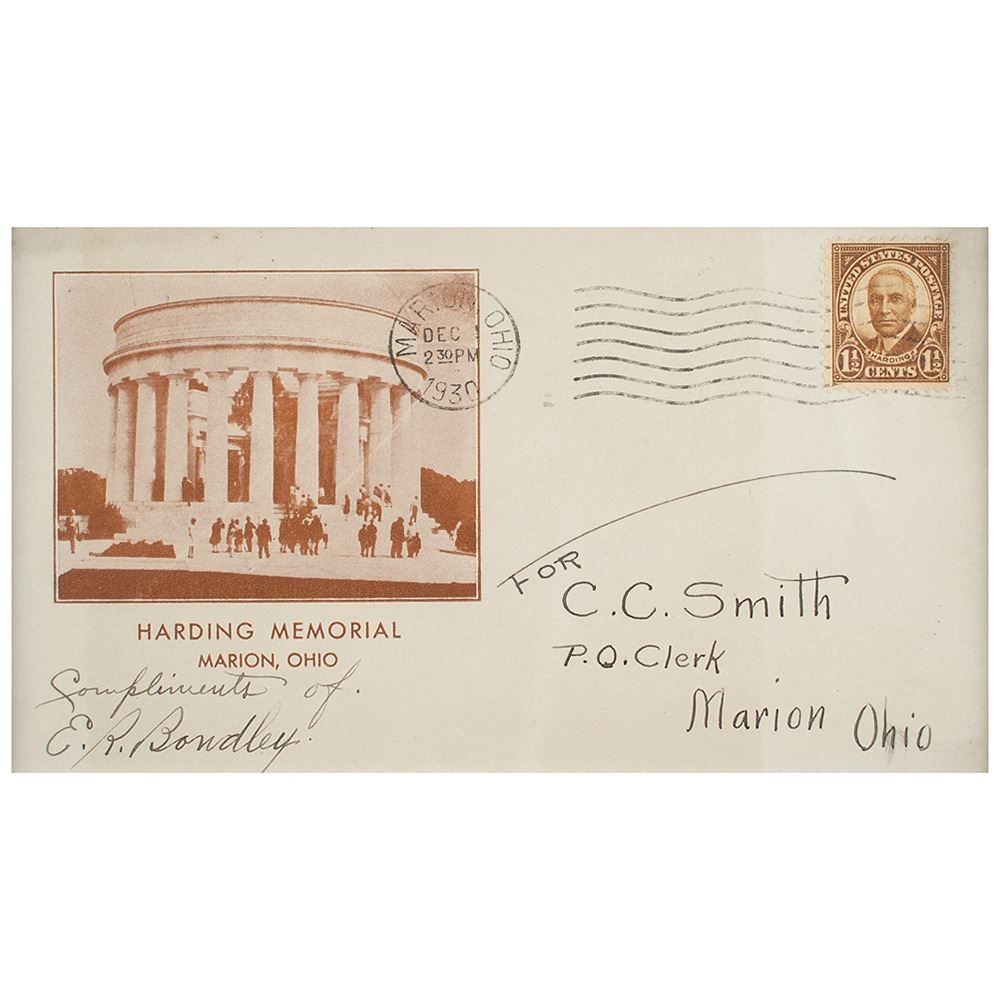 MARION, OHIO
DEC 1
2 30 PM
1930
UNITED STATES POSTAGE
HARDING
1½ 1½
CENTS
HARDING MEMORIAL
MARION, OHIO
Compliments of.
E. R. Bondley.
FOR
C. C. Smith
P.O. Clerk
Marion Ohio